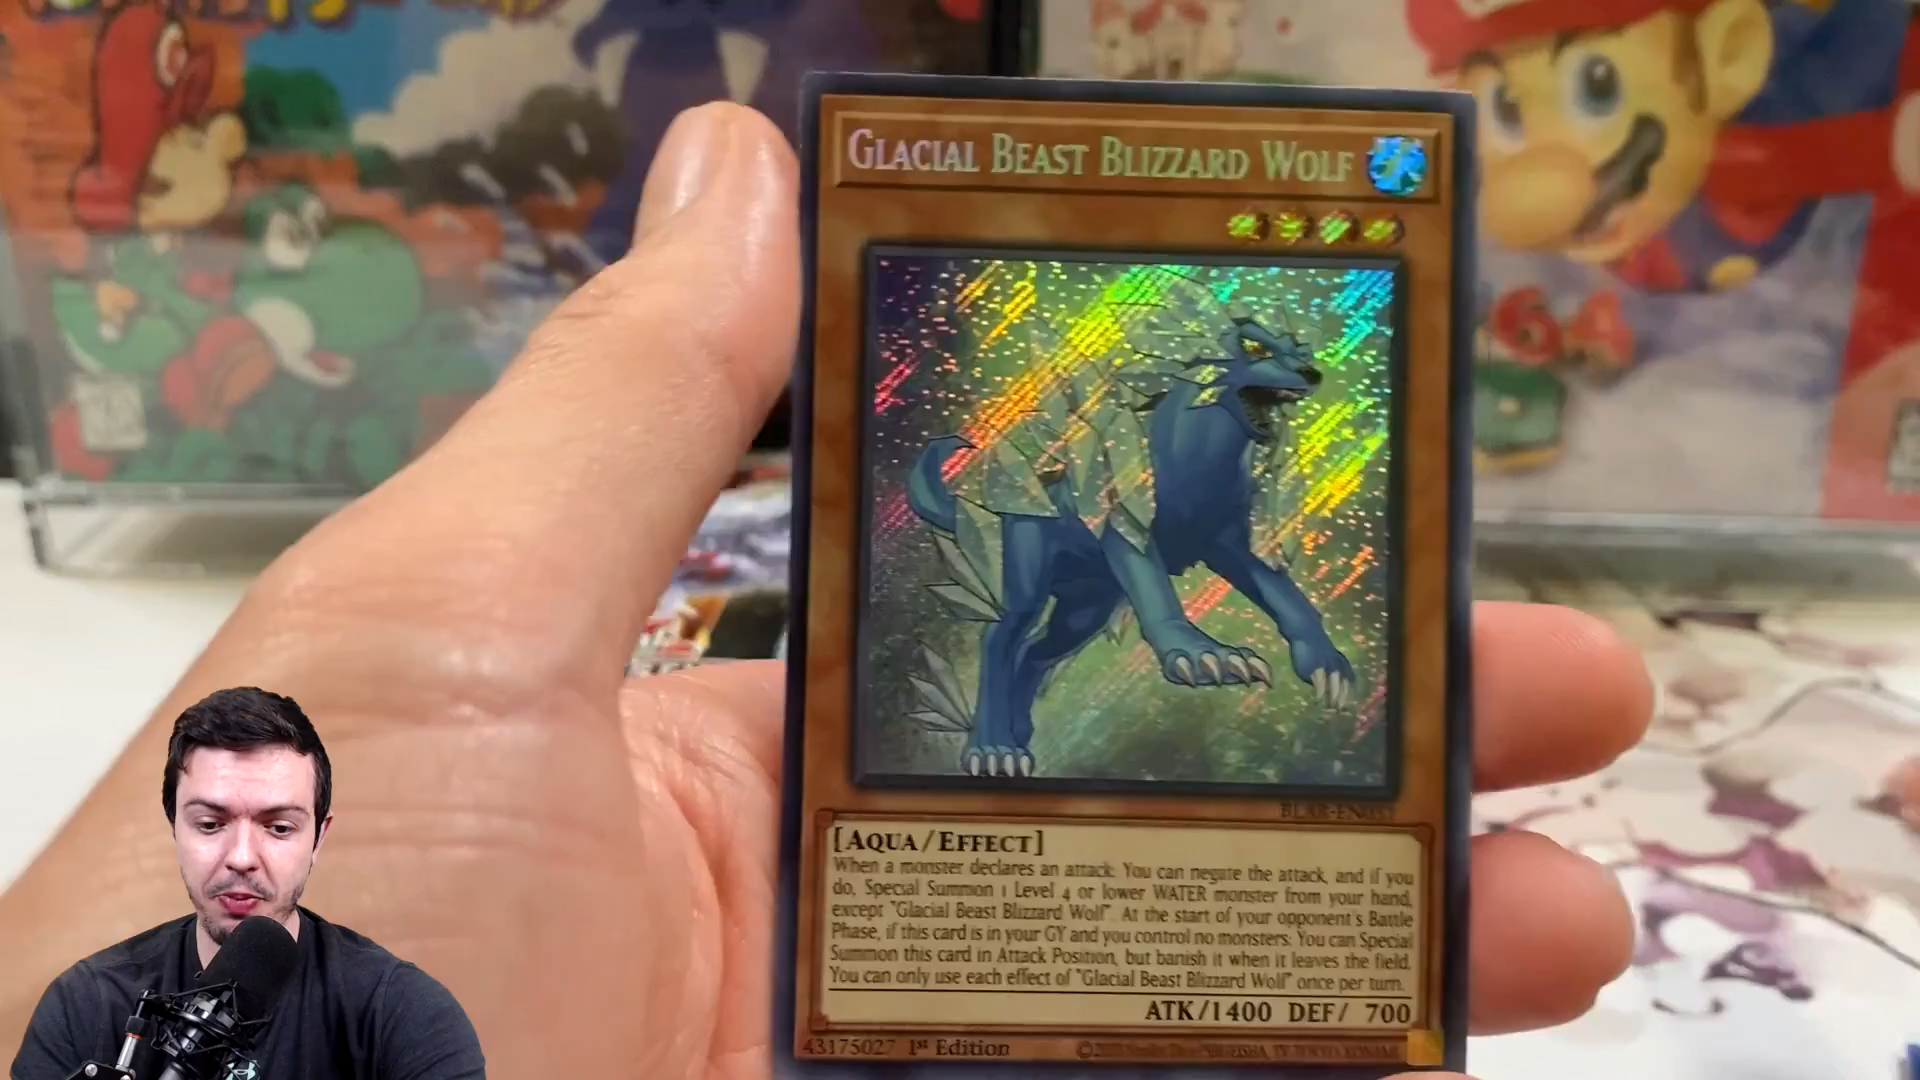 GLACIAL BEAST BLIZZARD WOLF
BLAR-EN051
[AQUA/EFFECT]
When a monster declares an attack: You can negate the attack, and if you
do, Special Summon 1 Level 4 or lower WATER monster from your hand,
except "Glacial Beast Blizzard Wolf". At the start of your opponent's Battle
Phase, if this card is in your GY and you control no monsters: You can Special
Summon this card in Attack Position, but banish it when it leaves the field.
You can only use each effect of "Glacial Beast Blizzard Wolf" once per turn.
ATK/1400 DEF/ 700
43175027 1st Edition